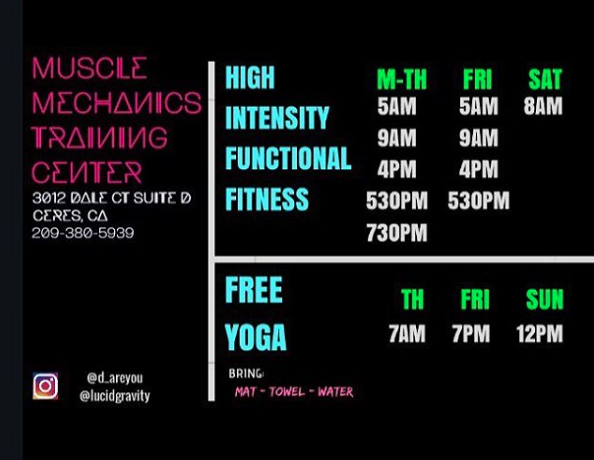 MUSCLE
MECHANICS
TRAINING
CENTER
3012 DALE CT SUITE D
CERES, CA
209-380-5939
@d_areyou
@lucidgravity
HIGH
INTENSITY
FUNCTIONAL
FITNESS
M-TH FRI SAT
5AM 5AM 8AM
9AM 9AM
4PM 4PM
530PM 530PM
730PM
FREE
YOGA
TH FRI SUN
7AM 7PM 12PM
BRING:
MAT - TOWEL - WATER